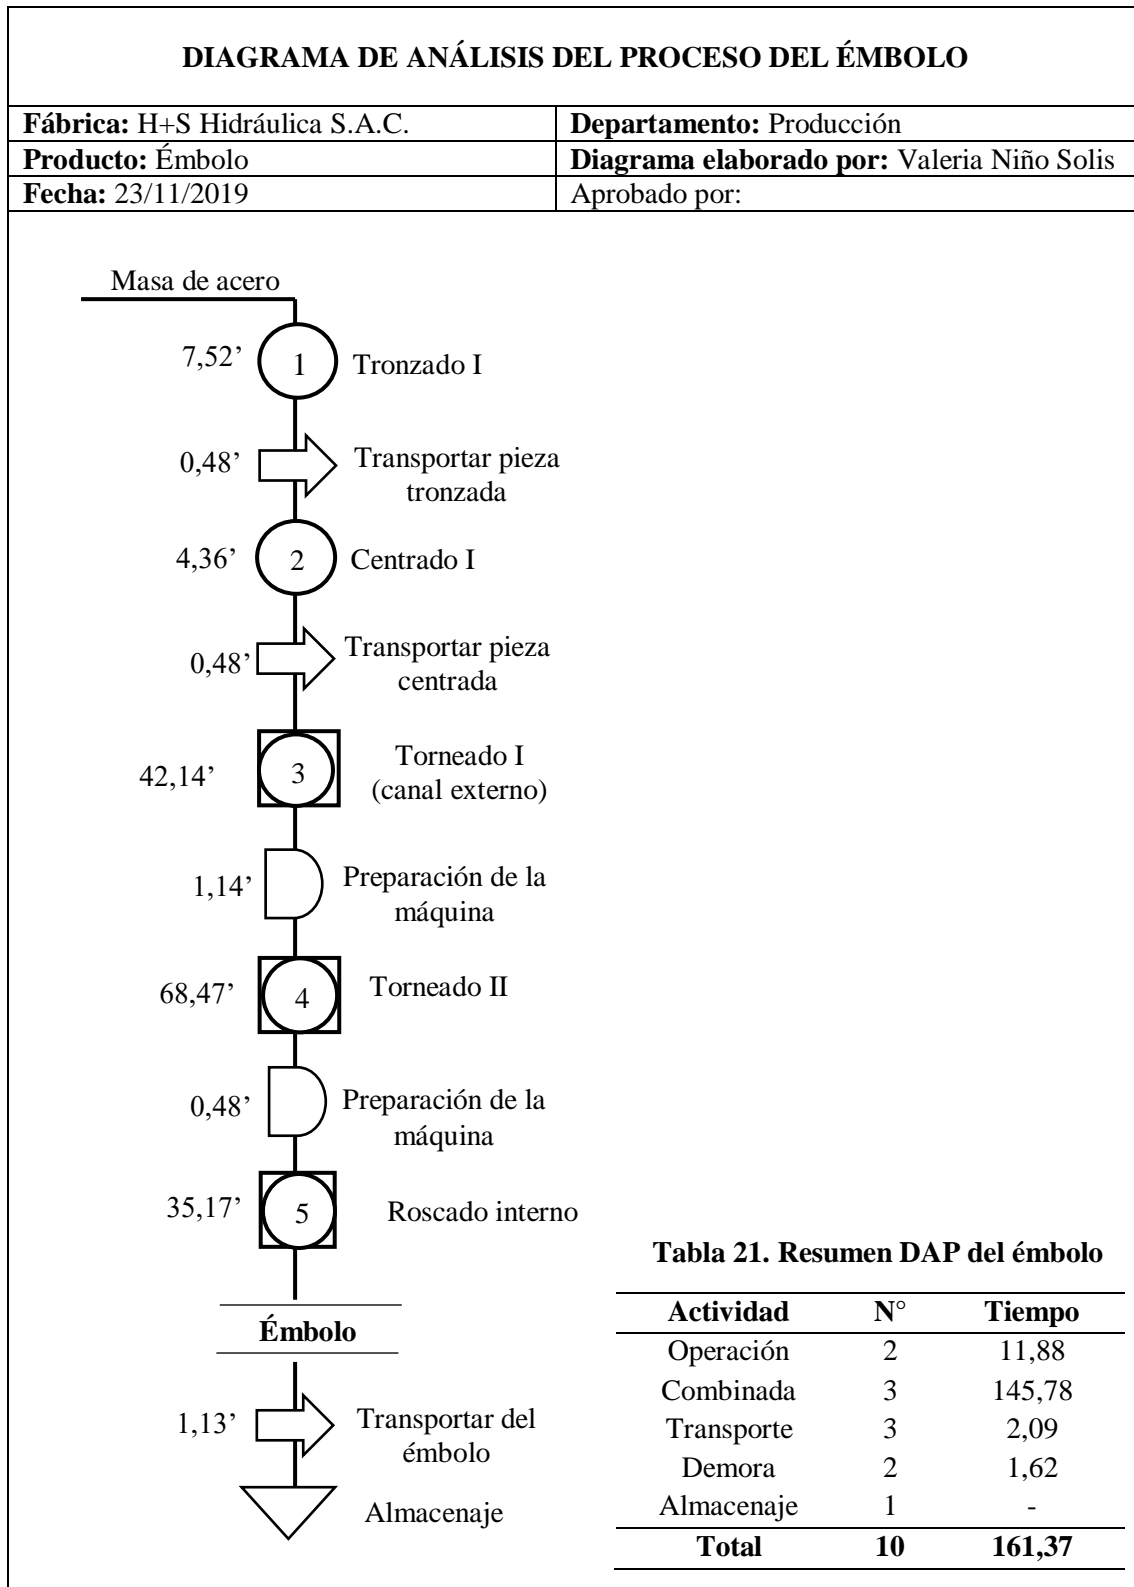 DIAGRAMA DE ANÁLISIS DEL PROCESO DEL ÉMBOLO
Fábrica: H+S Hidráulica S.A.C.
Departamento: Producción
Producto: Émbolo
Diagrama elaborado por: Valeria Niño Solis
Fecha: 23/11/2019
Aprobado por:
Masa de acero
7,52’ 1 Tronzado I
0,48’ Transportar pieza
tronzada
4,36’ 2 Centrado I
0,48’ Transportar pieza
centrada
42,14’ 3 Torneado I
(canal externo)
1,14’ Preparación de la
máquina
68,47’ 4 Torneado II
0,48’ Preparación de la
máquina
35,17’ 5 Roscado interno
Émbolo
1,13’ Transportar del
émbolo
Almacenaje
Tabla 21. Resumen DAP del émbolo
Actividad N° Tiempo
Operación 2 11,88
Combinada 3 145,78
Transporte 3 2,09
Demora 2 1,62
Almacenaje 1 -
Total 10 161,37